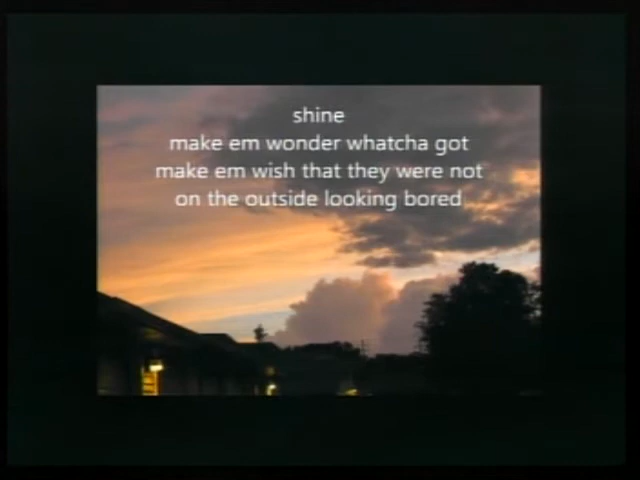 shine
make em wonder whatcha got
make em wish that they were not
on the outside looking bored